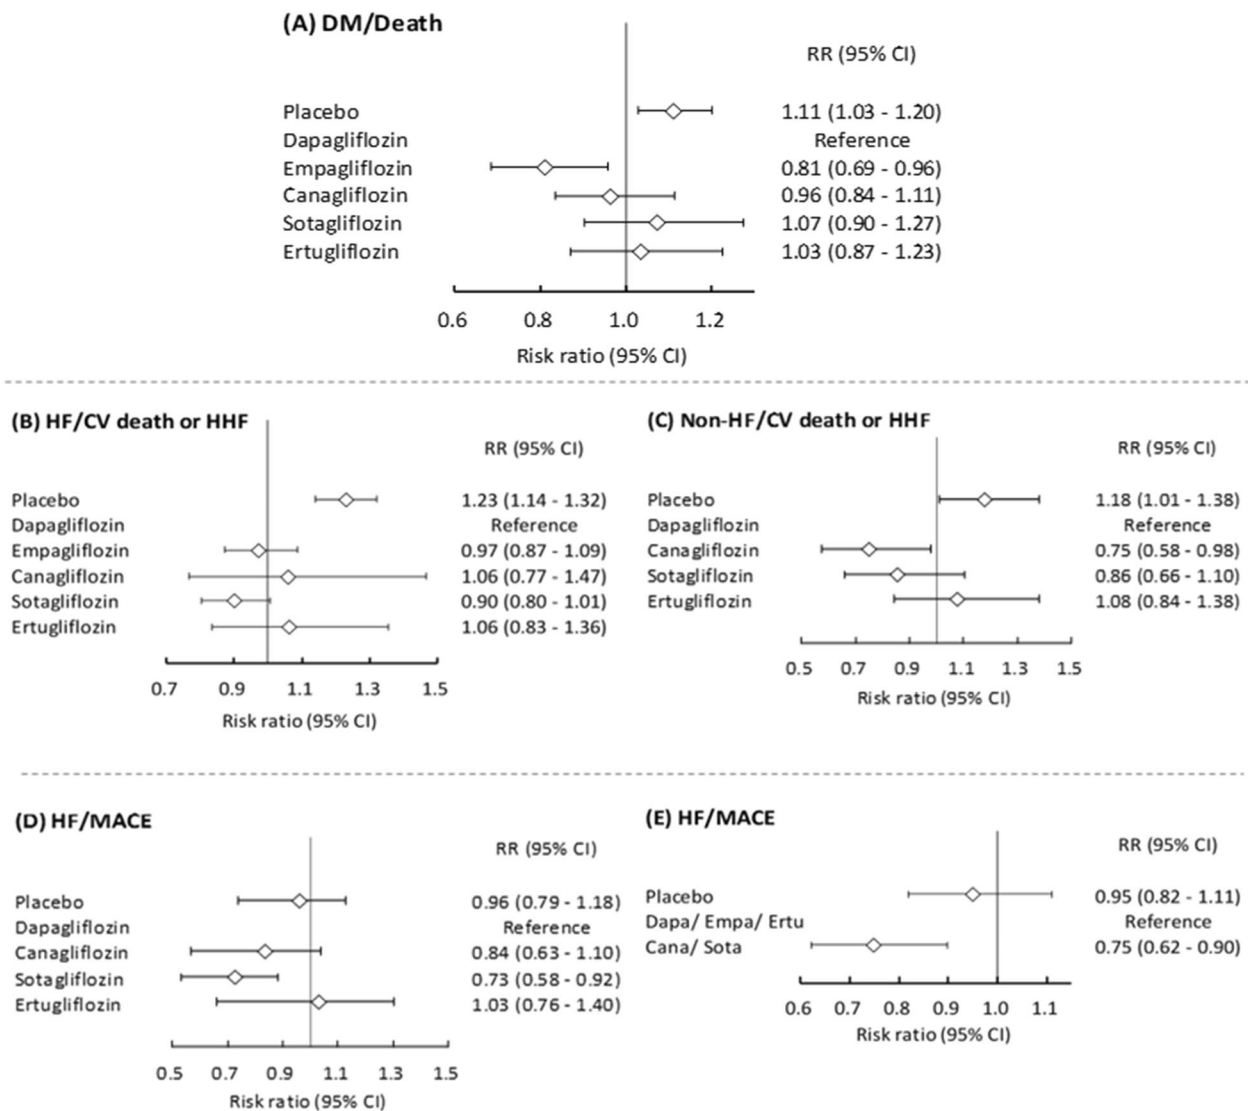 (A) DM/Death
RR (95% CI)
Placebo 1.11 (1.03 - 1.20)
Dapagliflozin Reference
Empagliflozin 0.81 (0.69 - 0.96)
Canagliflozin 0.96 (0.84 - 1.11)
Sotagliflozin 1.07 (0.90 - 1.27)
Ertugliflozin 1.03 (0.87 - 1.23)
0.6 0.8 1.0 1.2
Risk ratio (95% CI)
(B) HF/CV death or HHF
RR (95% CI)
Placebo 1.23 (1.14 - 1.32)
Dapagliflozin Reference
Empagliflozin 0.97 (0.87 - 1.09)
Canagliflozin 1.06 (0.77 - 1.47)
Sotagliflozin 0.90 (0.80 - 1.01)
Ertugliflozin 1.06 (0.83 - 1.36)
0.7 0.9 1.1 1.3 1.5
Risk ratio (95% CI)
(C) Non-HF/CV death or HHF
RR (95% CI)
Placebo 1.18 (1.01 - 1.38)
Dapagliflozin Reference
Canagliflozin 0.75 (0.58 - 0.98)
Sotagliflozin 0.86 (0.66 - 1.10)
Ertugliflozin 1.08 (0.84 - 1.38)
0.5 0.7 0.9 1.1 1.3 1.5
Risk ratio (95% CI)
(D) HF/MACE
RR (95% CI)
Placebo 0.96 (0.79 - 1.18)
Dapagliflozin Reference
Canagliflozin 0.84 (0.63 - 1.10)
Sotagliflozin 0.73 (0.58 - 0.92)
Ertugliflozin 1.03 (0.76 - 1.40)
0.5 0.7 0.9 1.1 1.3 1.5
Risk ratio (95% CI)
(E) HF/MACE
RR (95% CI)
Placebo 0.95 (0.82 - 1.11)
Dapa/ Empa/ Ertu Reference
Cana/ Sota 0.75 (0.62 - 0.90)
0.6 0.7 0.8 0.9 1.0 1.1
Risk ratio (95% CI)